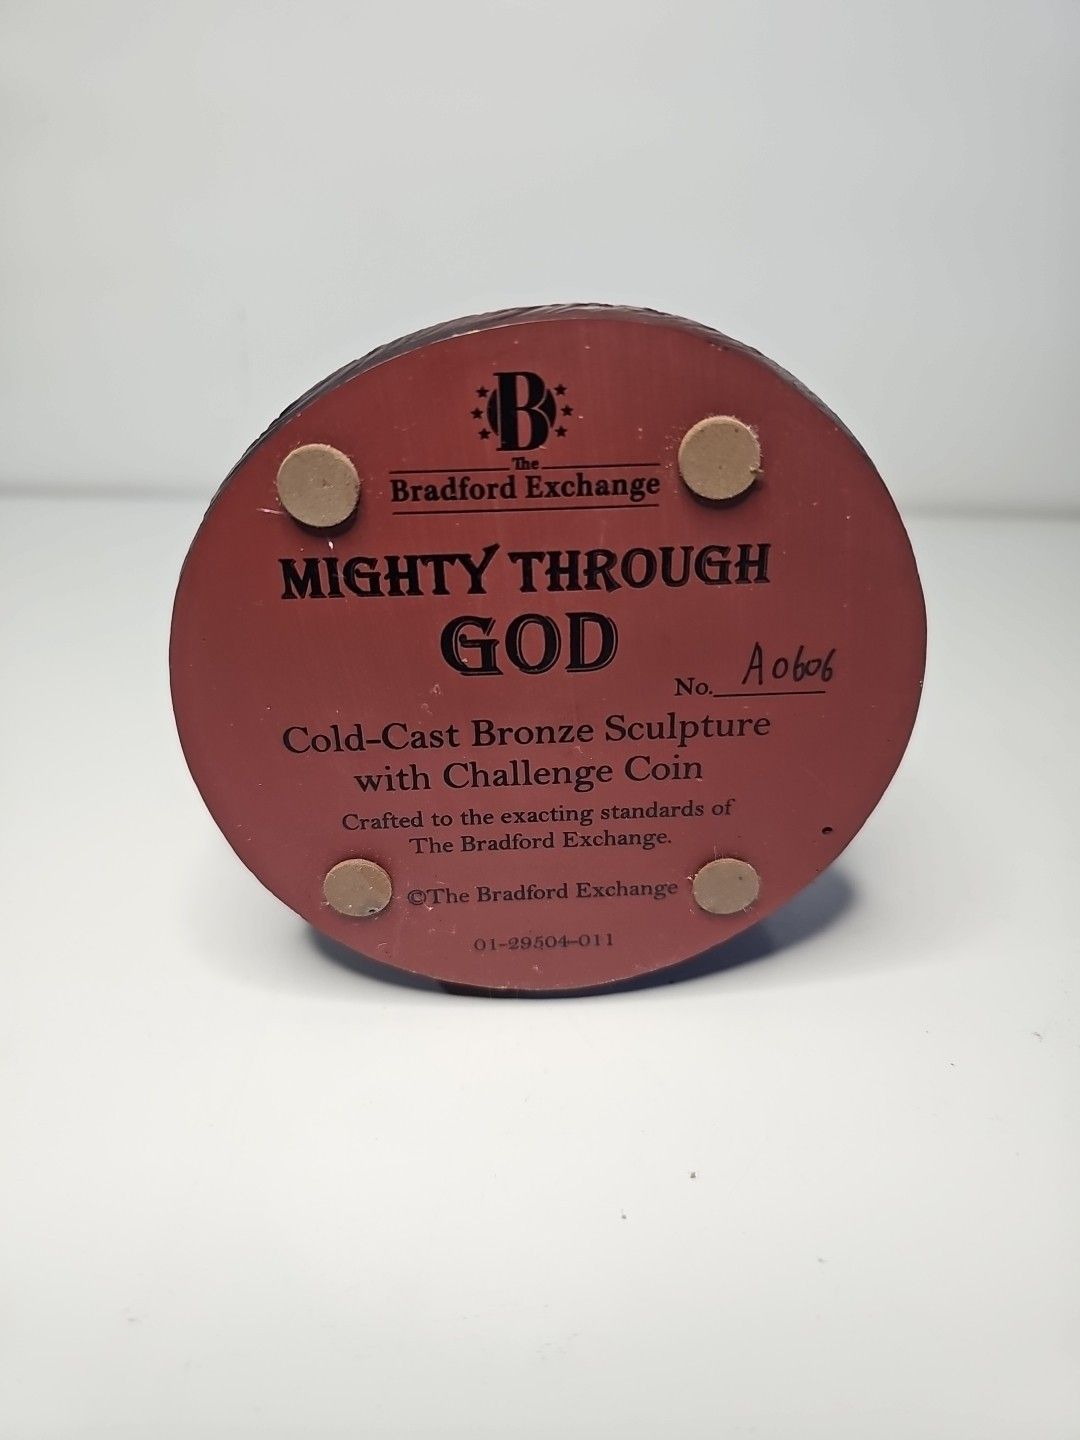 B
The
Bradford Exchange
MIGHTY THROUGH
GOD
No. A0606
Cold-Cast Bronze Sculpture
with Challenge Coin
Crafted to the exacting standards of
The Bradford Exchange.
©The Bradford Exchange
01-29504-011